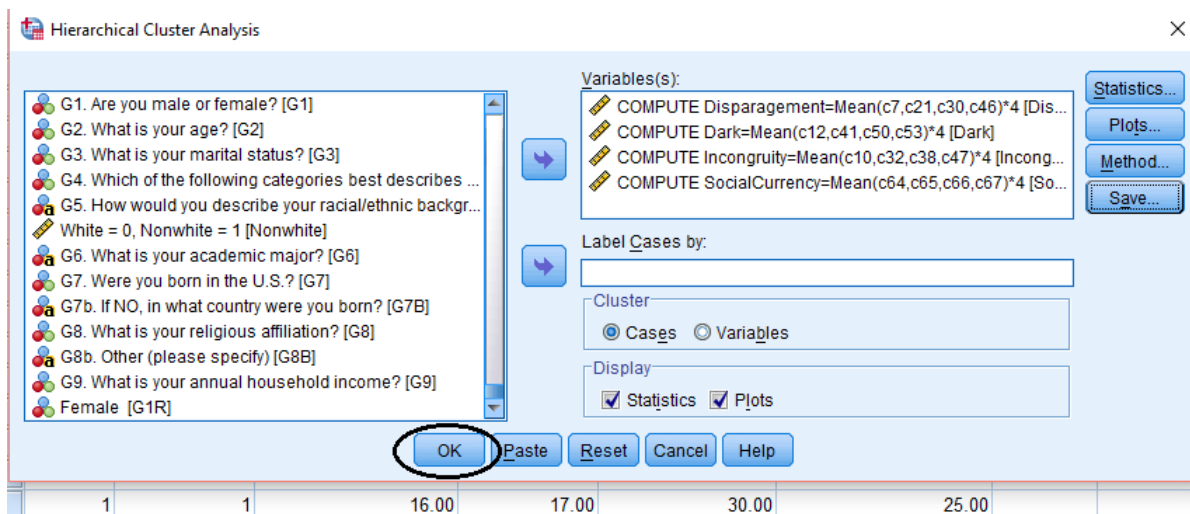 Hierarchical Cluster Analysis
G1. Are you male or female? [G1]
G2. What is your age? [G2]
G3. What is your marital status? [G3]
G4. Which of the following categories best describes ...
G5. How would you describe your racial/ethnic backgr...
White = 0, Nonwhite = 1 [Nonwhite]
G6. What is your academic major? [G6]
G7. Were you born in the U.S.? [G7]
G7b. If NO, in what country were you born? [G7B]
G8. What is your religious affiliation? [G8]
G8b. Other (please specify) [G8B]
G9. What is your annual household income? [G9]
Female [G1R]
Variables(s):
COMPUTE Disparagement=Mean(c7,c21,c30,c46)*4 [Dis...
COMPUTE Dark=Mean(c12,c41,c50,c53)*4 [Dark]
COMPUTE Incongruity=Mean(c10,c32,c38,c47)*4 [Incong...
COMPUTE SocialCurrency=Mean(c64,c65,c66,c67)*4 [So...
Label Cases by:
Cluster
Cases Variables
Display
Statistics Plots
Statistics...
Plots...
Method...
Save...
OK Paste Reset Cancel Help
1 1 16.00 17.00 30.00 25.00